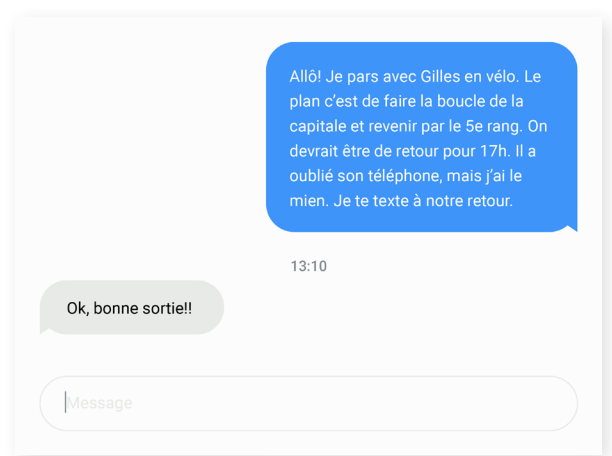 Allô! Je pars avec Gilles en vélo. Le
plan c’est de faire la boucle de la
capitale et revenir par le 5e rang. On
devrait être de retour pour 17h. Il a
oublié son téléphone, mais j’ai le
mien. Je te texte à notre retour.
13:10
Ok, bonne sortie!!
Message